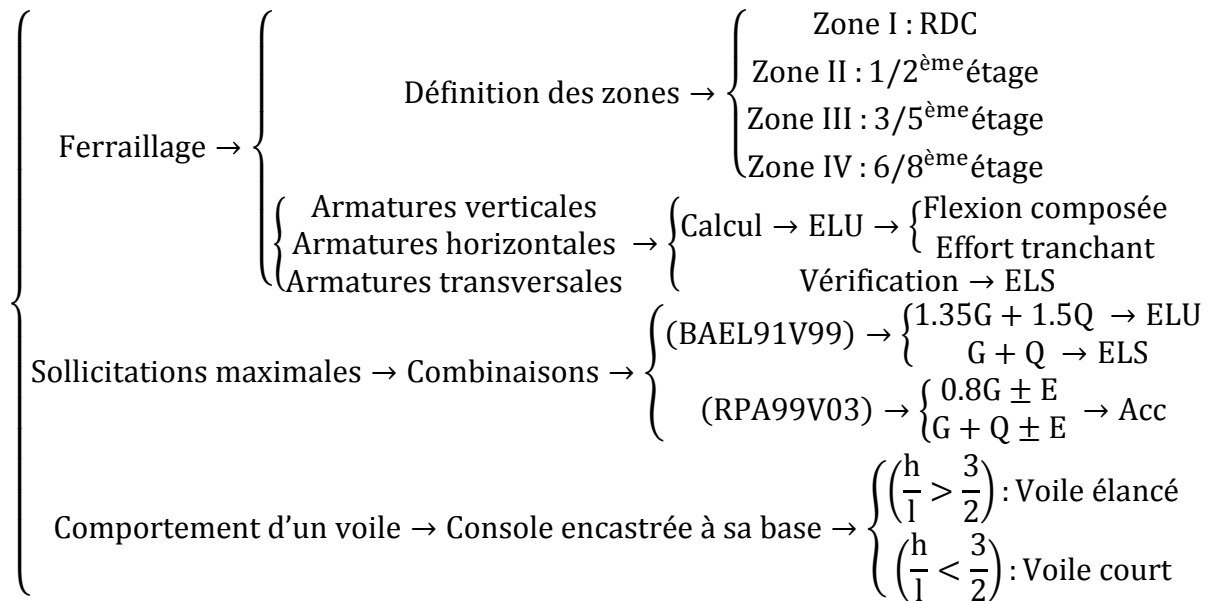 Ferraillage →
Définition des zones →
Zone I : RDC
Zone II : 1/2ème étage
Zone III : 3/5ème étage
Zone IV : 6/8ème étage
Armatures verticales
Armatures horizontales →
Armatures transversales
Calcul → ELU →
Flexion composée
Effort tranchant
Vérification → ELS
Sollicitations maximales → Combinaisons →
(BAEL91V99) →
1.35G + 1.5Q → ELU
G + Q → ELS
(RPA99V03) →
0.8G ± E
G + Q ± E
→ Acc
Comportement d’un voile → Console encastrée à sa base →
(h/l > 3/2) : Voile élancé
(h/l < 3/2) : Voile court